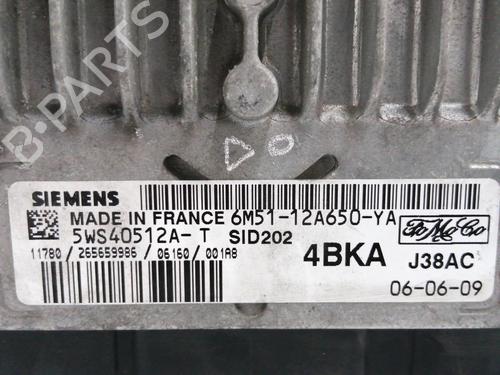 B-PARTS
DO
SIEMENS
MADE IN FRANCE 6M51-12A650-YA
5WS40512A-T SID202
FoMoCo
11780 / 265659986 / 06160 / 001A8
4BKA
J38AC
06-06-09